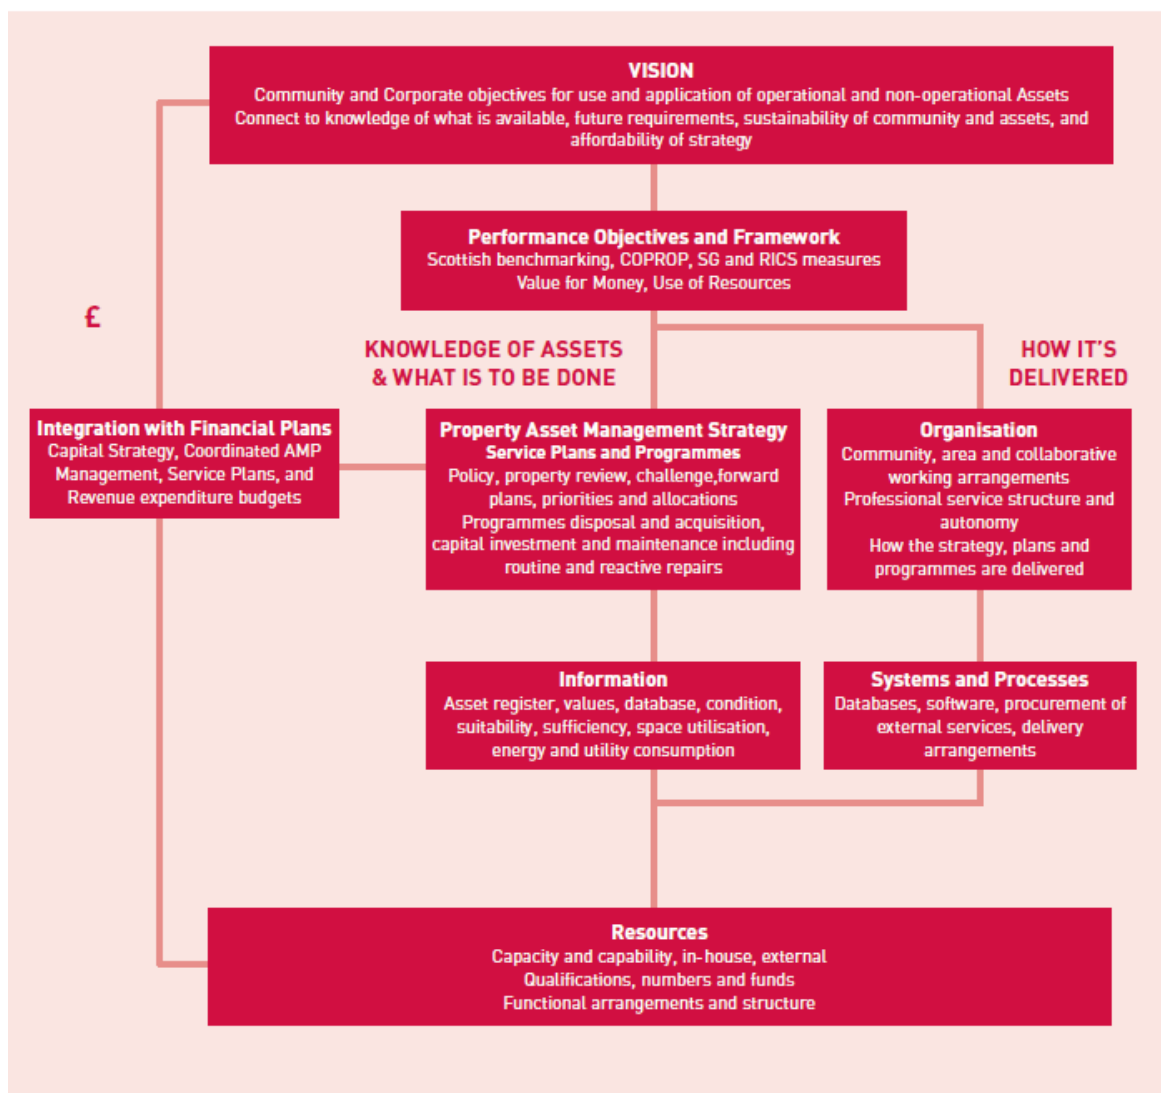 VISION
Community and Corporate objectives for use and application of operational and non-operational Assets
Connect to knowledge of what is available, future requirements, sustainability of community and assets, and
affordability of strategy
Performance Objectives and Framework
Scottish benchmarking, COPROP, SG and RICS measures
Value for Money, Use of Resources
£
KNOWLEDGE OF ASSETS
& WHAT IS TO BE DONE
HOW IT'S
DELIVERED
Integration with Financial Plans
Capital Strategy, Coordinated AMP
Management, Service Plans, and
Revenue expenditure budgets
Property Asset Management Strategy
Service Plans and Programmes
Policy, property review, challenge,forward
plans, priorities and allocations
Programmes disposal and acquisition,
capital investment and maintenance including
routine and reactive repairs
Organisation
Community, area and collaborative
working arrangements
Professional service structure and
autonomy
How the strategy, plans and
programmes are delivered
Information
Asset register, values, database, condition,
suitability, sufficiency, space utilisation,
energy and utility consumption
Systems and Processes
Databases, software, procurement of
external services, delivery
arrangements
Resources
Capacity and capability, in-house, external
Qualifications, numbers and funds
Functional arrangements and structure